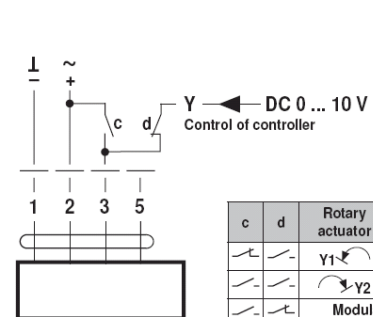 ⊥ ~
− +
Y DC 0 ... 10 V
c d Control of controller
1 2 3 5
c d Rotary
actuator
Y1
Y2
Modul